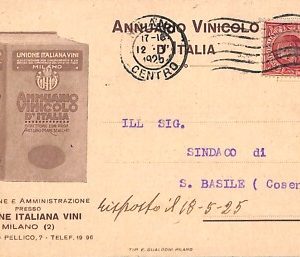 ANNUARIO VINICOLO
D'ITALIA
MILANO
17-18
12 - 5
1925
CENTRO
UNIONE ITALIANA VINI
MILANO
ANNUARIO
VINICOLO
D'ITALIA
ILL SIG.
SINDACO di
S. BASILE (Cosen
risposto il 18-5-25
NE E AMMINISTRAZIONE
PRESSO
NE ITALIANA VINI
MILANO (2)
PELLICO, 7 - TELEF. 19 96
TIP. E. GUALDONI-MILANO